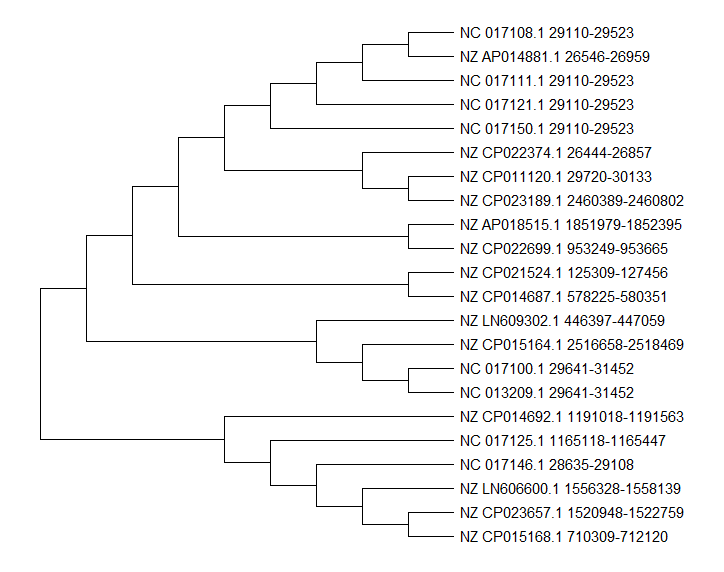 NC 017108.1 29110-29523
NZ AP014881.1 26546-26959
NC 017111.1 29110-29523
NC 017121.1 29110-29523
NC 017150.1 29110-29523
NZ CP022374.1 26444-26857
NZ CP011120.1 29720-30133
NZ CP023189.1 2460389-2460802
NZ AP018515.1 1851979-1852395
NZ CP022699.1 953249-953665
NZ CP021524.1 125309-127456
NZ CP014687.1 578225-580351
NZ LN609302.1 446397-447059
NZ CP015164.1 2516658-2518469
NC 017100.1 29641-31452
NC 013209.1 29641-31452
NZ CP014692.1 1191018-1191563
NC 017125.1 1165118-1165447
NC 017146.1 28635-29108
NZ LN606600.1 1556328-1558139
NZ CP023657.1 1520948-1522759
NZ CP015168.1 710309-712120